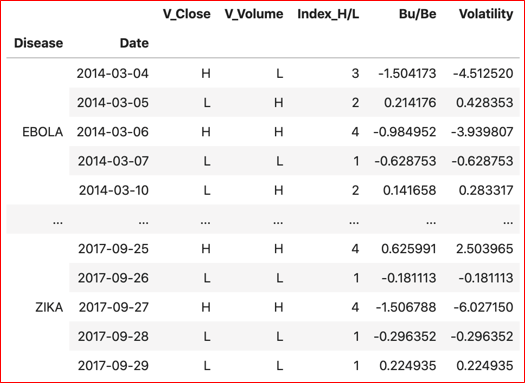 V_Close V_Volume Index_H/L Bu/Be Volatility
Disease Date
2014-03-04 H L 3 -1.504173 -4.512520
2014-03-05 L H 2 0.214176 0.428353
EBOLA 2014-03-06 H H 4 -0.984952 -3.939807
2014-03-07 L L 1 -0.628753 -0.628753
2014-03-10 L H 2 0.141658 0.283317
... ... ... ... ... ... ...
2017-09-25 H H 4 0.625991 2.503965
2017-09-26 L L 1 -0.181113 -0.181113
ZIKA 2017-09-27 H H 4 -1.506788 -6.027150
2017-09-28 L L 1 -0.296352 -0.296352
2017-09-29 L L 1 0.224935 0.224935